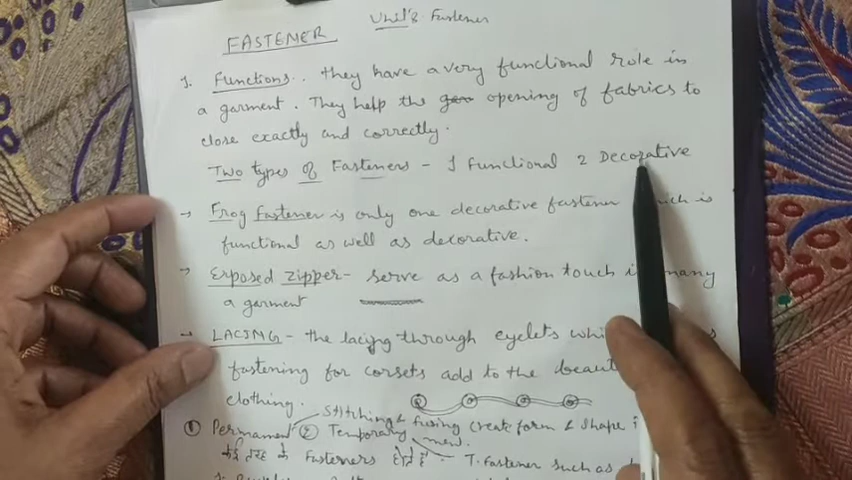 Unit'8 Fastener
FASTENER
1. Functions.. they have a very functional role in
a garment. They help the opening of fabrics to
close exactly and correctly.
Two types of Fasteners - 1 Functional 2 Decorative
→ Frog Fastener is only one decorative fastener which is
functional as well as decorative.
→ Exposed zipper- serve as a fashion touch in many
a garment
→ LACING - the lacing through eyelets
fastening for corsets add to the
clothing.
Stitching & fusing create form & shape
① Permanent ② Temporary
के Fasteners होते हैं. T. Fastener such as